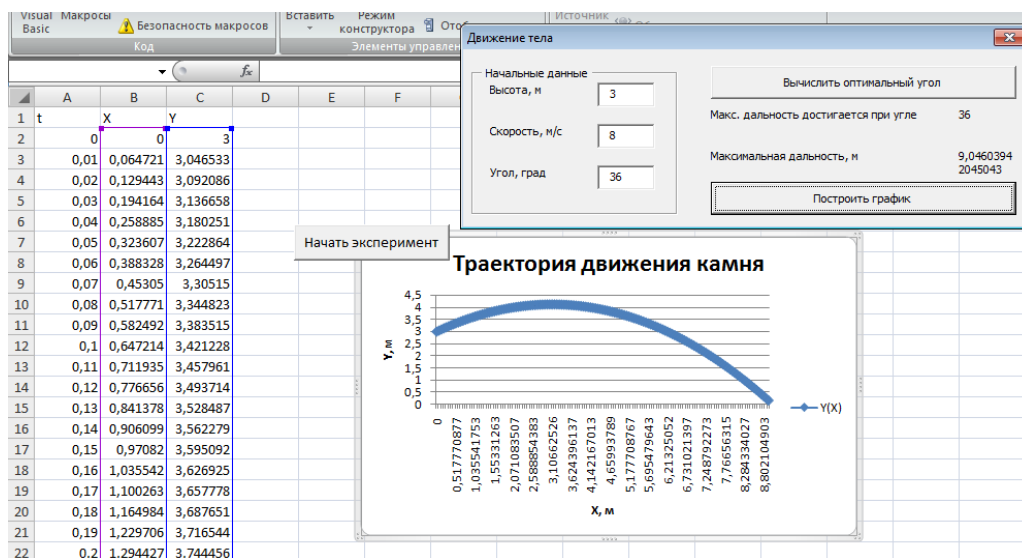 Visual Макросы
Basic
Безопасность макросов
Код
Вставить Режим
конструктора
Элементы управлен
Источник
fx
Движение тела
Начальные данные
Высота, м 3
Скорость, м/с 8
Угол, град 36
Вычислить оптимальный угол
Макс. дальность достигается при угле 36
Максимальная дальность, м 9,0460394
2045043
Построить график
A B C D E F
1 t X Y
2 0 0 3
3 0,01 0,064721 3,046533
4 0,02 0,129443 3,092086
5 0,03 0,194164 3,136658
6 0,04 0,258885 3,180251
7 0,05 0,323607 3,222864
8 0,06 0,388328 3,264497
9 0,07 0,45305 3,30515
10 0,08 0,517771 3,344823
11 0,09 0,582492 3,383515
12 0,1 0,647214 3,421228
13 0,11 0,711935 3,457961
14 0,12 0,776656 3,493714
15 0,13 0,841378 3,528487
16 0,14 0,906099 3,562279
17 0,15 0,97082 3,595092
18 0,16 1,035542 3,626925
19 0,17 1,100263 3,657778
20 0,18 1,164984 3,687651
21 0,19 1,229706 3,716544
22 0,2 1,294427 3,744456
Начать эксперимент
Траектория движения камня
4,5
4
3,5
3
2,5
2
1,5
1
0,5
0
Y, м
0
0,517770877
1,035541753
1,55331263
2,071083507
2,588854383
3,10662526
3,624396137
4,142167013
4,65993789
5,177708767
5,695479643
6,21325052
6,731021397
7,248792273
7,76656315
8,284334027
8,802104903
X, м
Y(X)